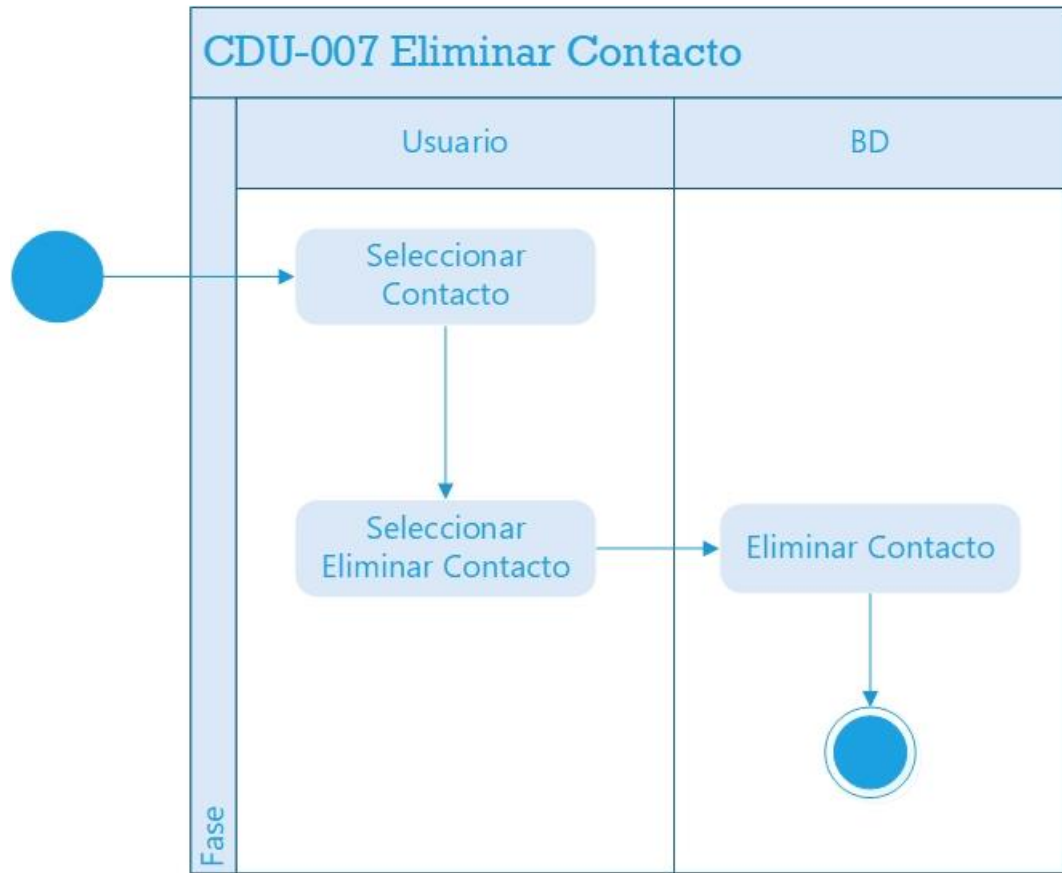 CDU-007 Eliminar Contacto
Usuario
BD
Seleccionar
Contacto
Seleccionar
Eliminar Contacto
Eliminar Contacto
Fase